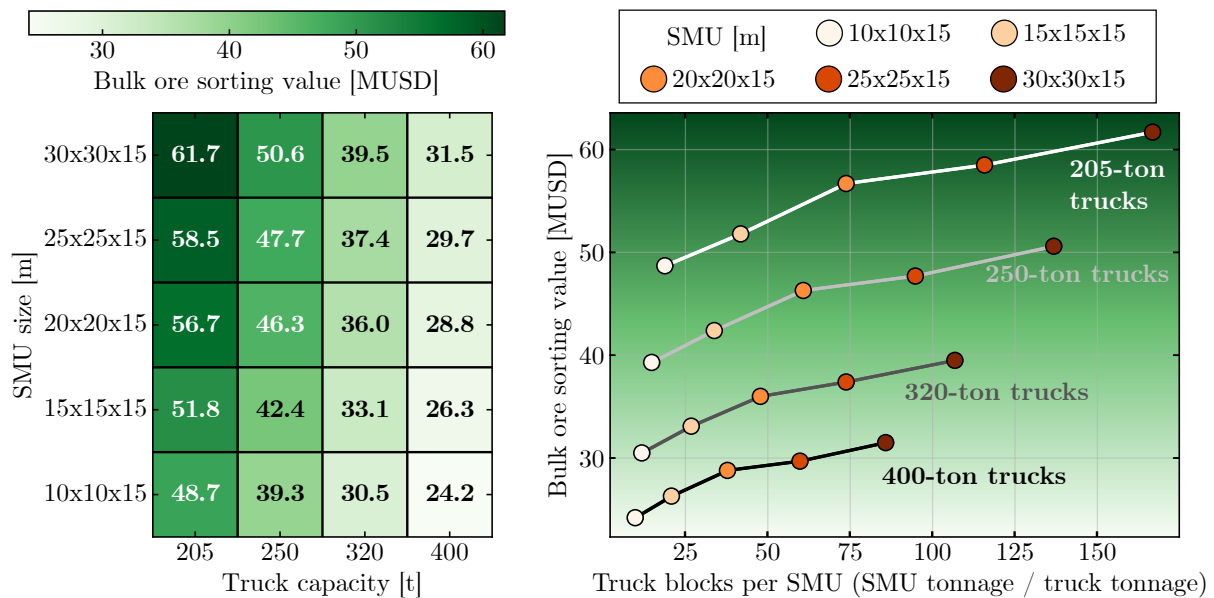 30 40 50 60
Bulk ore sorting value [MUSD]
SMU size [m]
30x30x15 61.7 50.6 39.5 31.5
25x25x15 58.5 47.7 37.4 29.7
20x20x15 56.7 46.3 36.0 28.8
15x15x15 51.8 42.4 33.1 26.3
10x10x15 48.7 39.3 30.5 24.2
205 250 320 400
Truck capacity [t]
SMU [m] 10x10x15 15x15x15
20x20x15 25x25x15 30x30x15
Bulk ore sorting value [MUSD]
60
50
40
30
205-ton
trucks
250-ton trucks
320-ton trucks
400-ton trucks
25 50 75 100 125 150
Truck blocks per SMU (SMU tonnage / truck tonnage)